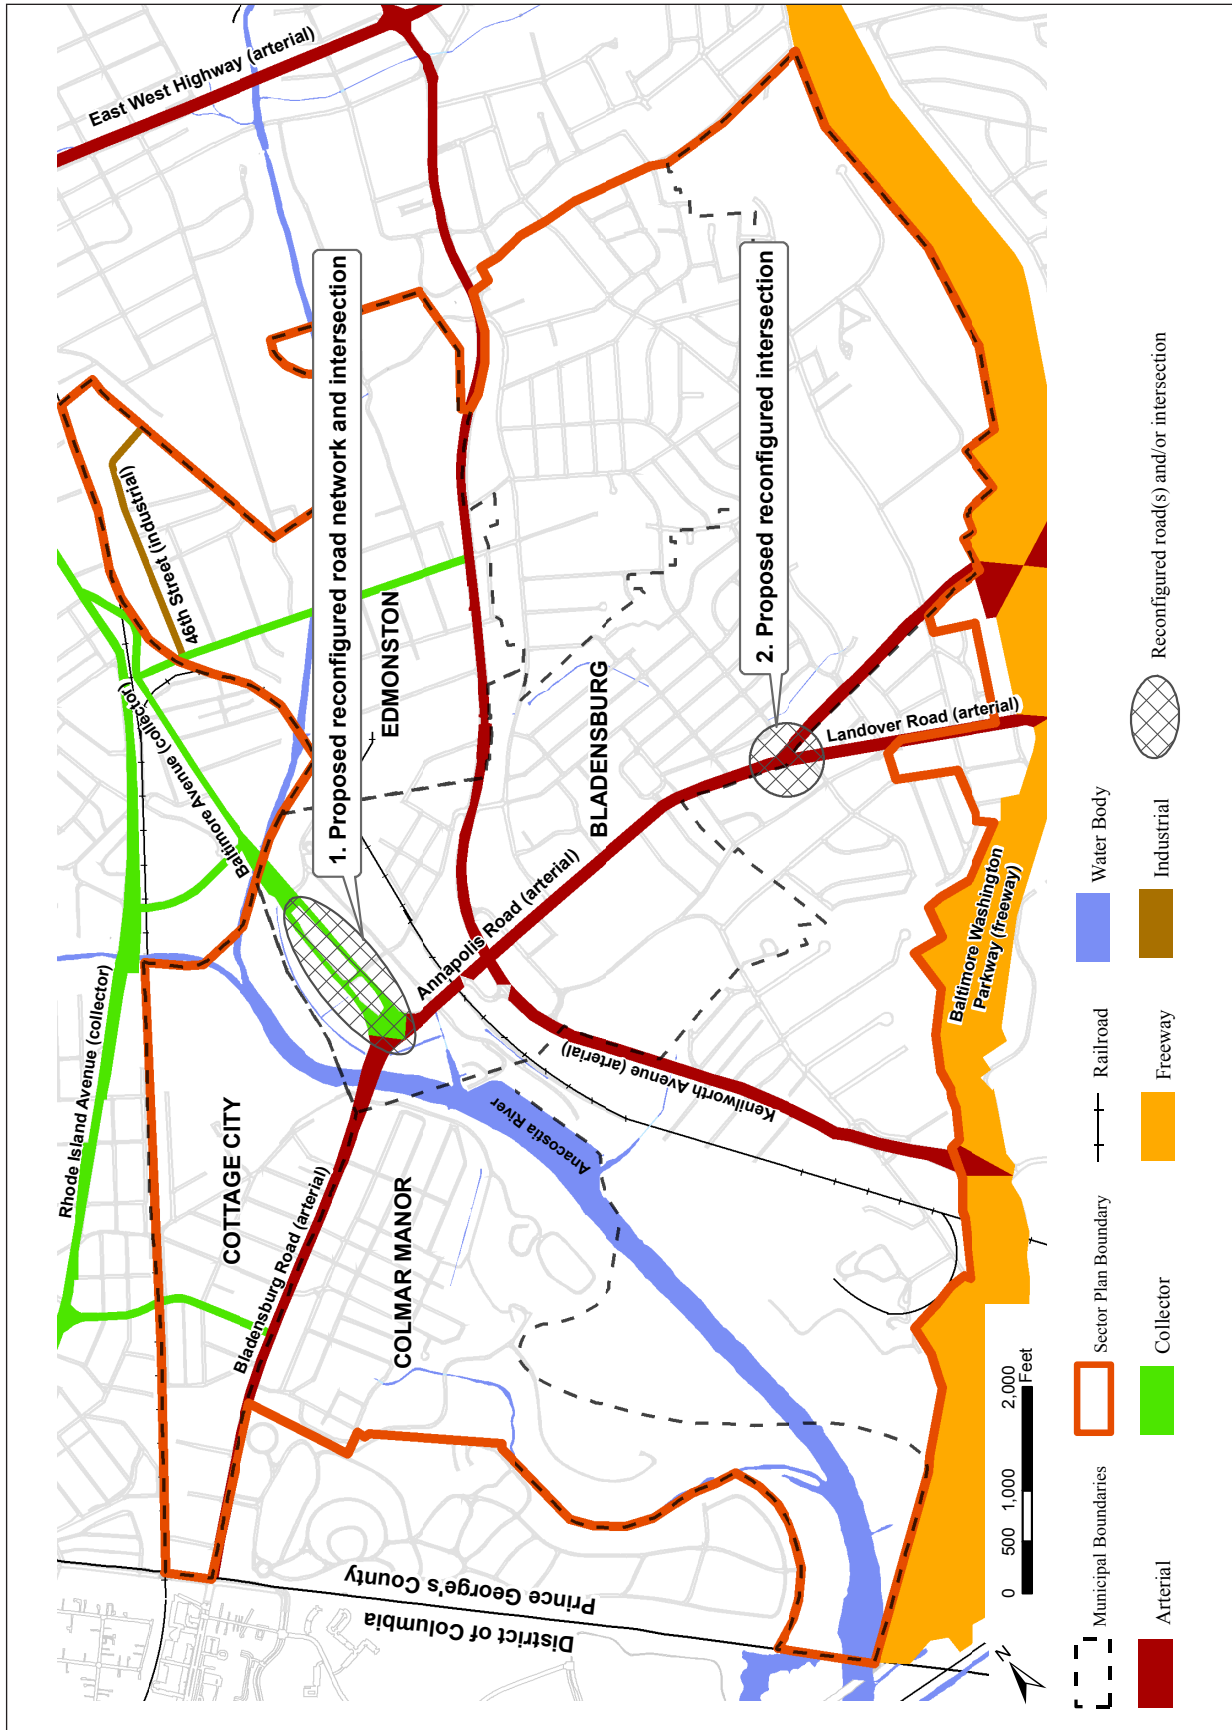 East West Highway (arterial)
1. Proposed reconfigured road network and intersection
2. Proposed reconfigured intersection
46th Street (industrial)
EDMONSTON
Baltimore Avenue (collector)
BLADENSBURG
Landover Road (arterial)
Annapolis Road (arterial)
Rhode Island Avenue (collector)
Baltimore Washington
Parkway (freeway)
Kenilworth Avenue (arterial)
Anacostia River
COTTAGE CITY
Bladensburg Road (arterial)
COLMAR MANOR
Prince George's County
District of Columbia
0 500 1,000 2,000
Feet
N
Municipal Boundaries
Sector Plan Boundary
Railroad
Water Body
Reconfigured road(s) and/or intersection
Arterial
Collector
Freeway
Industrial